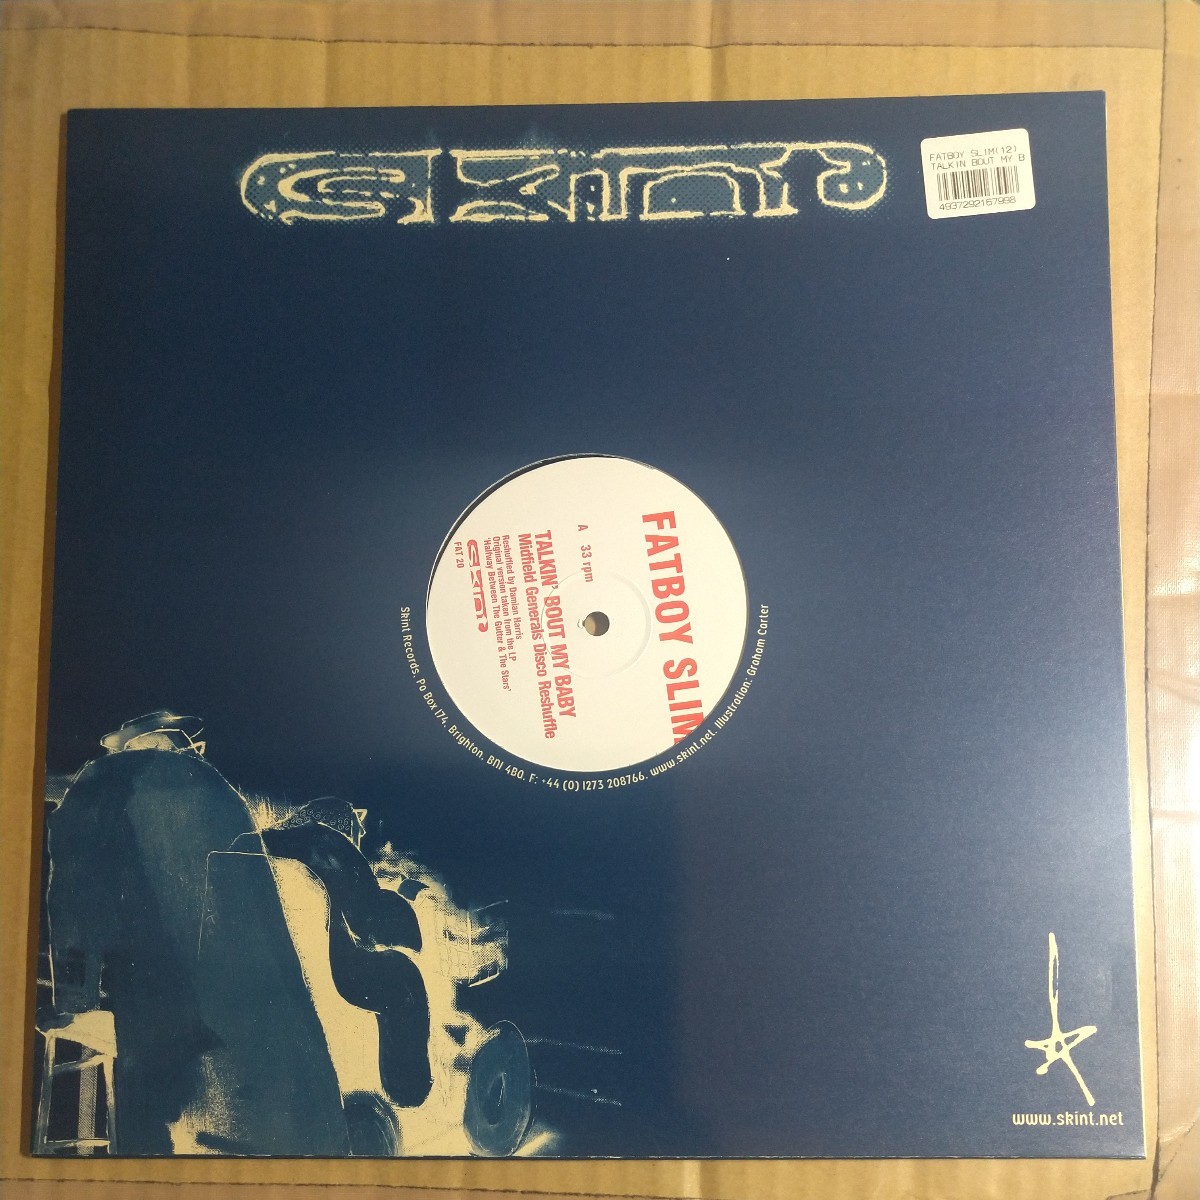 SKINT
FATBOY SLIM(12)
TALKIN BOUT MY B
4937292167998
FATBOY SLIM
A 33 rpm
TALKIN' BOUT MY BABY
Midfield Generals Disco Reshuffle
Reshuffled by Damian Harris
Original version taken from the LP
'Halfway Between The Gutter & The Stars'
SKINT
FAT 20
Skint Records. Po Box 174. Brighton. BN1 4BO. F: +44 (0) 1273 208766. www.skint.net. Illustration: Graham Carter
www.skint.net